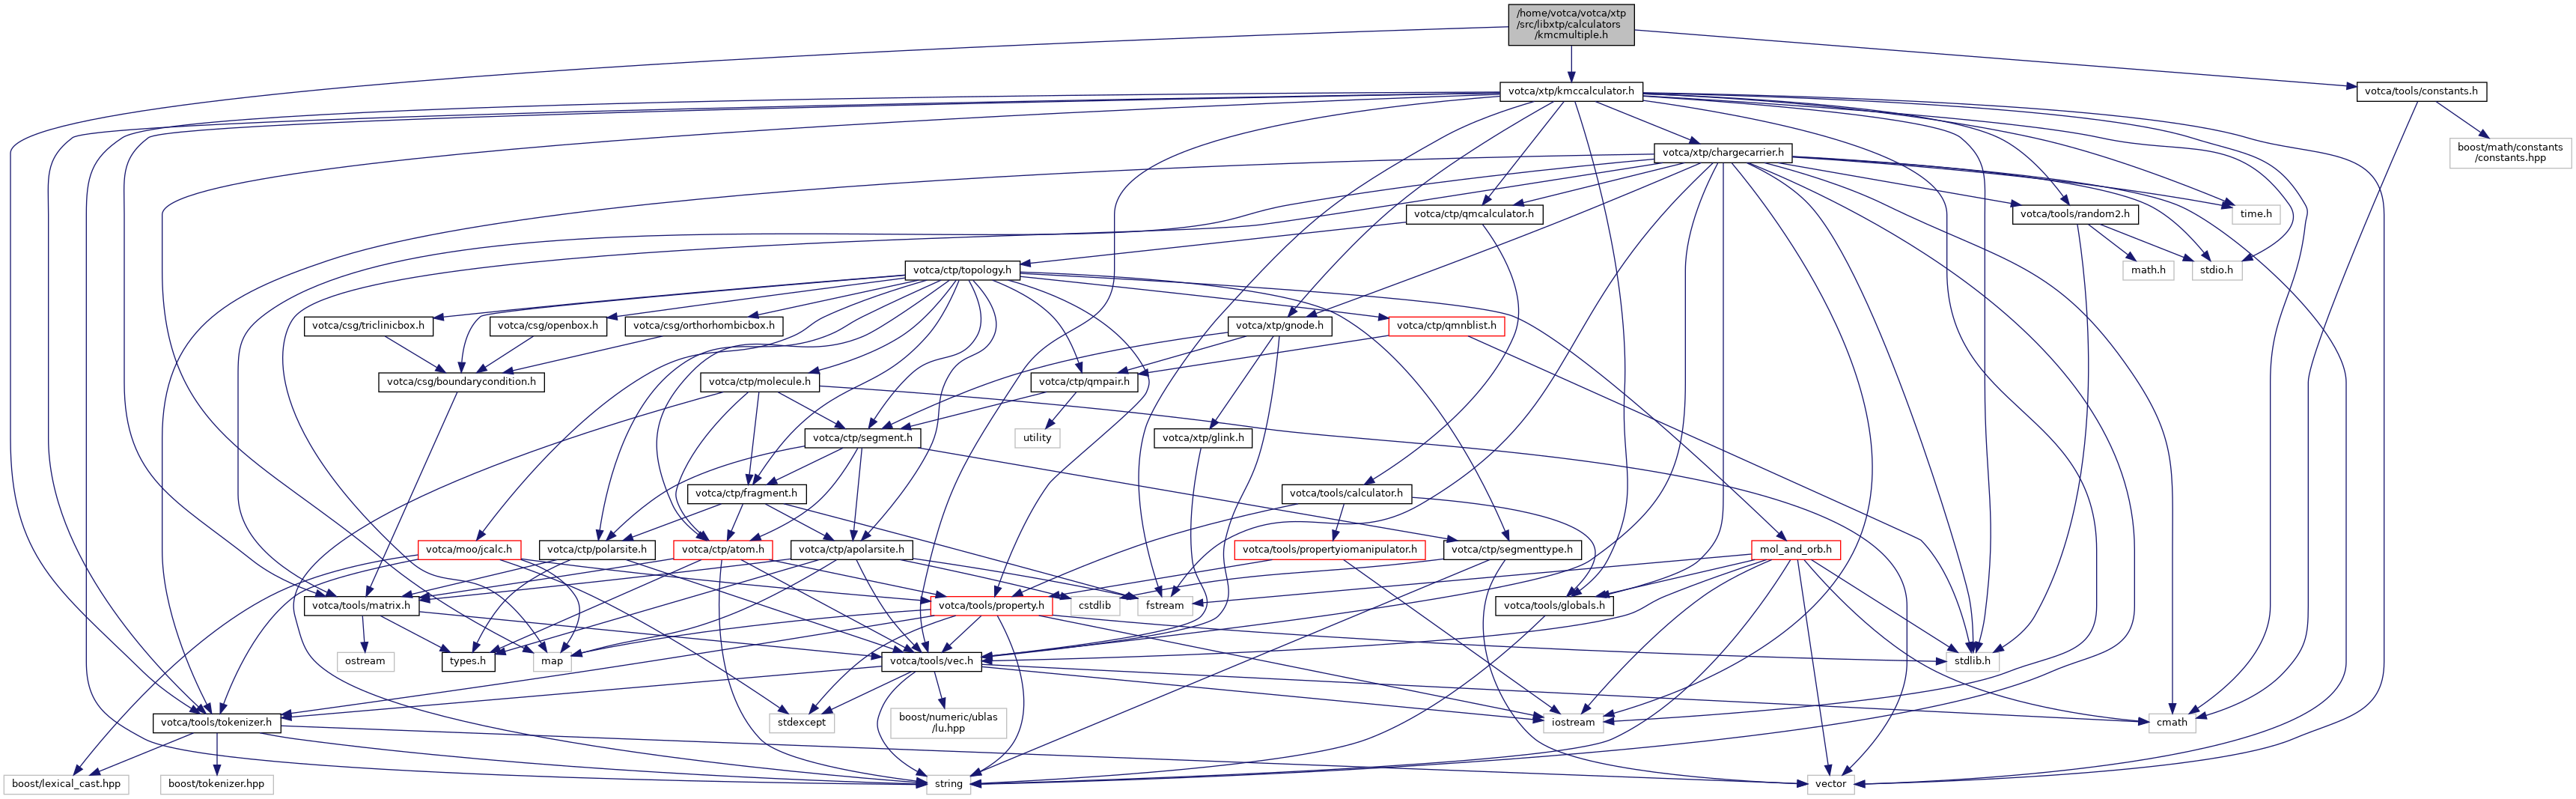 /home/votca/votca/xtp
/src/libxtp/calculators
/kmcmultiple.h
votca/xtp/kmccalculator.h
votca/tools/constants.h
votca/xtp/chargecarrier.h
boost/math/constants
/constants.hpp
votca/ctp/qmcalculator.h
votca/tools/random2.h
time.h
votca/ctp/topology.h
math.h
stdio.h
votca/csg/triclinicbox.h
votca/csg/openbox.h
votca/csg/orthorhombicbox.h
votca/xtp/gnode.h
votca/ctp/qmnblist.h
votca/csg/boundarycondition.h
votca/ctp/molecule.h
votca/ctp/qmpair.h
votca/ctp/segment.h
utility
votca/xtp/glink.h
votca/ctp/fragment.h
votca/tools/calculator.h
votca/moo/jcalc.h
votca/ctp/polarsite.h
votca/ctp/atom.h
votca/ctp/apolarsite.h
votca/tools/propertyiomanipulator.h
votca/ctp/segmenttype.h
mol_and_orb.h
votca/tools/matrix.h
votca/tools/property.h
cstdlib
fstream
votca/tools/globals.h
ostream
types.h
map
votca/tools/vec.h
stdlib.h
votca/tools/tokenizer.h
stdexcept
boost/numeric/ublas
/lu.hpp
iostream
cmath
boost/lexical_cast.hpp
boost/tokenizer.hpp
string
vector